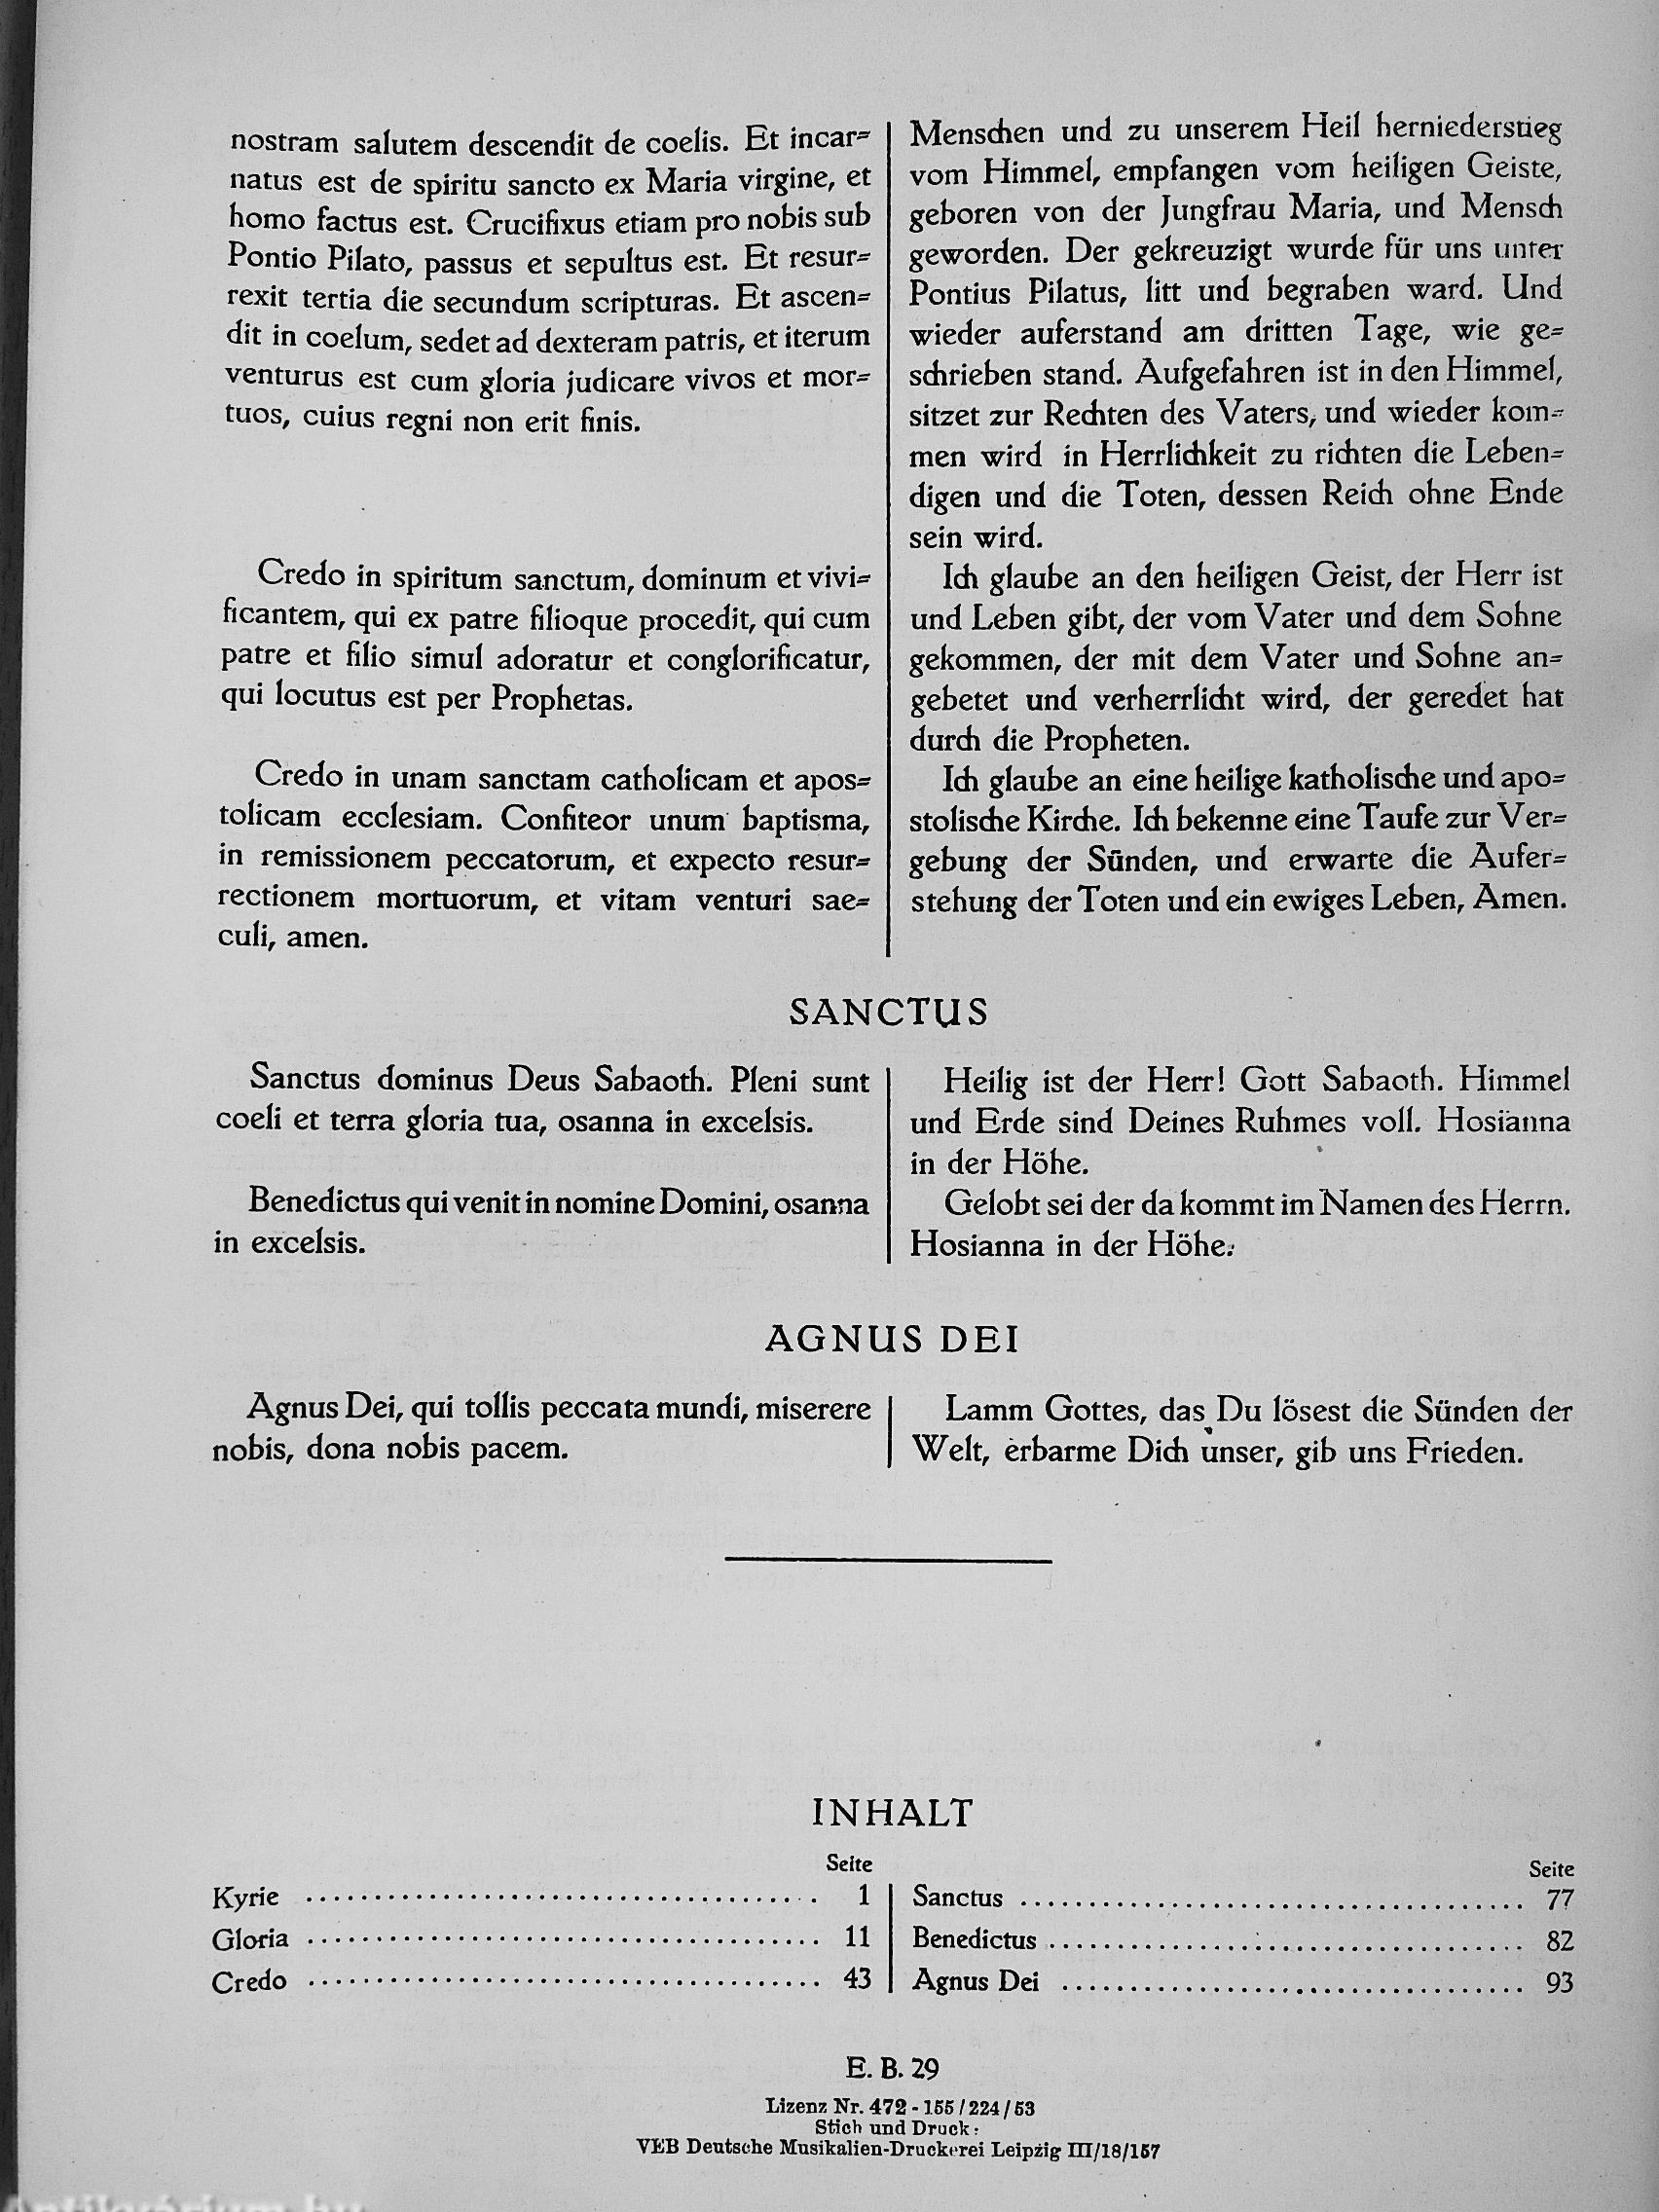 nostram salutem descendit de coelis. Et incar=
natus est de spiritu sancto ex Maria virgine, et
homo factus est. Crucifixus etiam pro nobis sub
Pontio Pilato, passus et sepultus est. Et resur=
rexit tertia die secundum scripturas. Et ascen=
dit in coelum, sedet ad dexteram patris, et iterum
venturus est cum gloria judicare vivos et mor=
tuos, cuius regni non erit finis.
Credo in spiritum sanctum, dominum et vivi=
ficantem, qui ex patre filioque procedit, qui cum
patre et filio simul adoratur et conglorificatur,
qui locutus est per Prophetas.
Credo in unam sanctam catholicam et apos=
tolicam ecclesiam. Confiteor unum baptisma,
in remissionem peccatorum, et expecto resur=
rectionem mortuorum, et vitam venturi sae=
culi, amen.
Menschen und zu unserem Heil herniederstieg
vom Himmel, empfangen vom heiligen Geiste,
geboren von der Jungfrau Maria, und Mensch
geworden. Der gekreuzigt wurde für uns unter
Pontius Pilatus, litt und begraben ward. Und
wieder auferstand am dritten Tage, wie ge=
schrieben stand. Aufgefahren ist in den Himmel,
sitzet zur Rechten des Vaters, und wieder kom=
men wird in Herrlichkeit zu richten die Leben=
digen und die Toten, dessen Reich ohne Ende
sein wird.
Ich glaube an den heiligen Geist, der Herr ist
und Leben gibt, der vom Vater und dem Sohne
gekommen, der mit dem Vater und Sohne an=
gebetet und verherrlicht wird, der geredet hat
durch die Propheten.
Ich glaube an eine heilige katholische und apo=
stolische Kirche. Ich bekenne eine Taufe zur Ver=
gebung der Sünden, und erwarte die Aufer=
stehung der Toten und ein ewiges Leben, Amen.
SANCTUS
Sanctus dominus Deus Sabaoth. Pleni sunt
coeli et terra gloria tua, osanna in excelsis.
Benedictus qui venit in nomine Domini, osanna
in excelsis.
Heilig ist der Herr! Gott Sabaoth. Himmel
und Erde sind Deines Ruhmes voll. Hosianna
in der Höhe.
Gelobt sei der da kommt im Namen des Herrn.
Hosianna in der Höhe.
AGNUS DEI
Agnus Dei, qui tollis peccata mundi, miserere
nobis, dona nobis pacem.
Lamm Gottes, das Du lösest die Sünden der
Welt, erbarme Dich unser, gib uns Frieden.
INHALT
Seite
Kyrie ........................................ 1
Gloria ........................................ 11
Credo ........................................ 43
Seite
Sanctus ........................................ 77
Benedictus ..................................... 82
Agnus Dei ..................................... 93
E. B. 29
Lizenz Nr. 472 - 155 / 224 / 53
Stich und Druck:
VEB Deutsche Musikalien-Druckerei Leipzig III/18/157
Antikvárium.hu